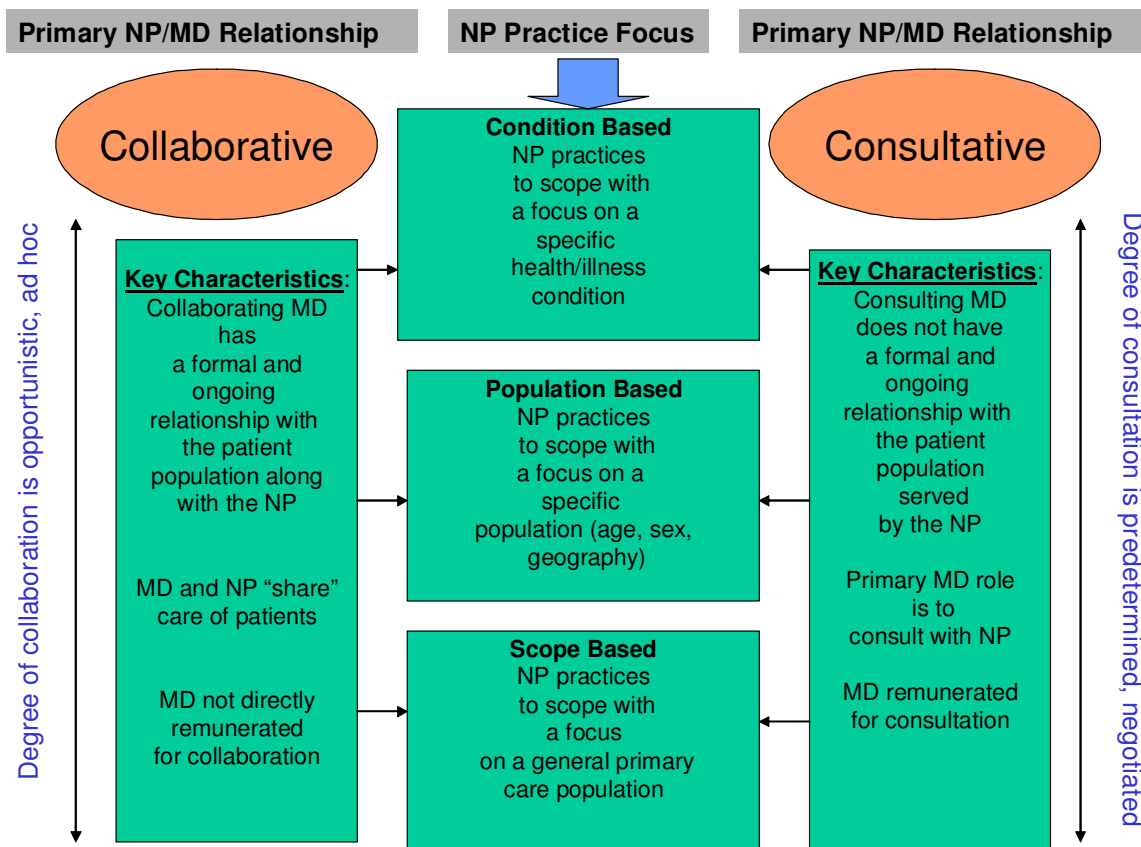 Primary NP/MD Relationship
NP Practice Focus
Primary NP/MD Relationship
Collaborative
Degree of collaboration is opportunistic, ad hoc
Key Characteristics:
Collaborating MD
has
a formal and
ongoing
relationship with
the patient
population along
with the NP
MD and NP “share”
care of patients
MD not directly
remunerated
for collaboration
Condition Based
NP practices
to scope with
a focus on a
specific
health/illness
condition
Population Based
NP practices
to scope with
a focus on a
specific
population (age, sex,
geography)
Scope Based
NP practices
to scope with
a focus
on a general primary
care population
Consultative
Key Characteristics:
Consulting MD
does not have
a formal and
ongoing
relationship with
the patient
population
served
by the NP
Primary MD role
is to
consult with NP
MD remunerated
for consultation
Degree of consultation is predetermined, negotiated